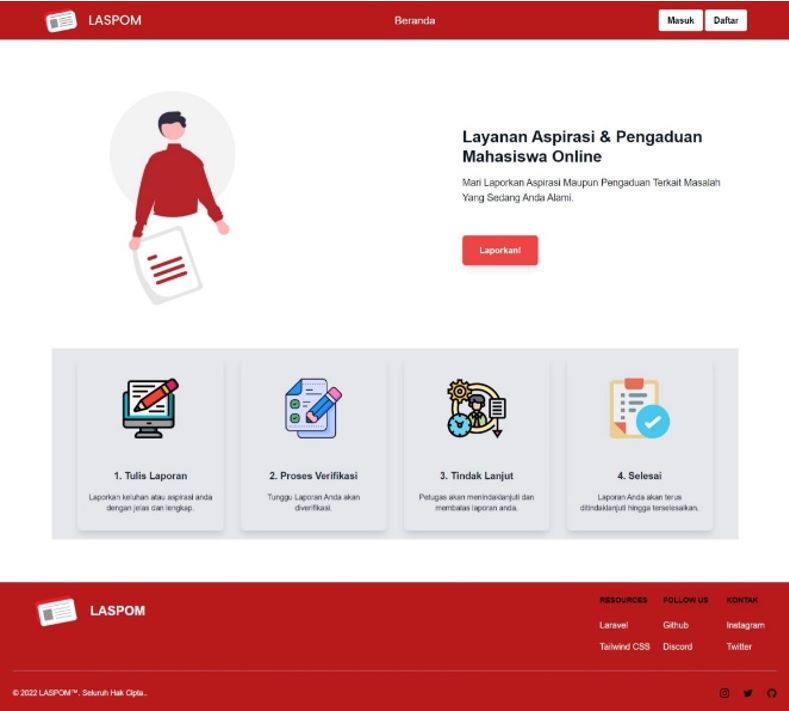 LASPOM
Beranda
Masuk
Daftar
Layanan Aspirasi & Pengaduan
Mahasiswa Online
Mari Laporkan Aspirasi Maupun Pengaduan Terkait Masalah
Yang Sedang Anda Alami.
Laporkan!
1. Tulis Laporan
Laporkan keluhan atau aspirasi anda
dengan jelas dan lengkap.
2. Proses Verifikasi
Tunggu Laporan Anda akan
diverifikasi.
3. Tindak Lanjut
Petugas akan menindaklanjuti dan
membalas laporan anda.
4. Selesai
Laporan Anda akan terus
ditindaklanjuti hingga terselesaikan.
LASPOM
RESOURCES
Laravel
Tailwind CSS
FOLLOW US
Github
Discord
KONTAK
Instagram
Twitter
© 2022 LASPOM™. Seluruh Hak Cipta..